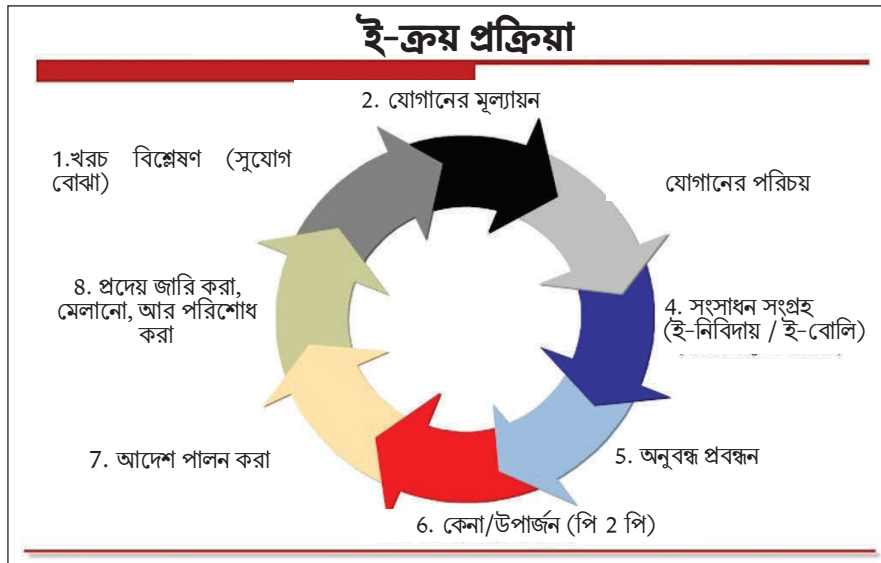 ই-ক্রয় প্রক্রিয়া
2. যোগানের মূল্যায়ন
1.খরচ বিশ্লেষণ (সুযোগ
বোঝা)
যোগানের পরিচয়
4. সংসাধন সংগ্রহ
(ই-নিবিদায় / ই-বোলি)
5. অনুবন্ধ প্রবন্ধন
6. কেনা/উপার্জন (পি 2 পি)
7. আদেশ পালন করা
8. প্রদেয় জারি করা,
মেলানো, আর পরিশোধ
করা